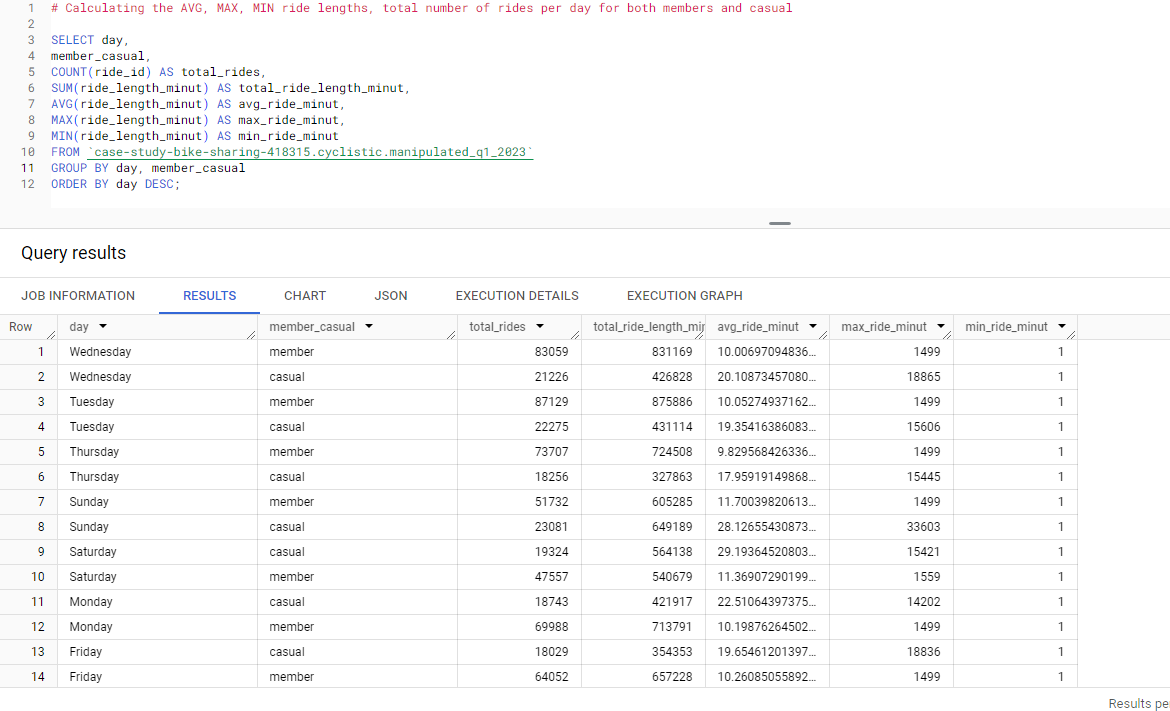 1 # Calculating the AVG, MAX, MIN ride lengths, total number of rides per day for both members and casual
2
3 SELECT day,
4 member_casual,
5 COUNT(ride_id) AS total_rides,
6 SUM(ride_length_minut) AS total_ride_length_minut,
7 AVG(ride_length_minut) AS avg_ride_minut,
8 MAX(ride_length_minut) AS max_ride_minut,
9 MIN(ride_length_minut) AS min_ride_minut
10 FROM `case-study-bike-sharing-418315.cyclistic.manipulated_q1_2023`
11 GROUP BY day, member_casual
12 ORDER BY day DESC;
Query results
JOB INFORMATION RESULTS CHART JSON EXECUTION DETAILS EXECUTION GRAPH
Row day member_casual total_rides total_ride_length_min avg_ride_minut max_ride_minut min_ride_minut
1 Wednesday member 83059 831169 10.00697094836... 1499 1
2 Wednesday casual 21226 426828 20.10873457080... 18865 1
3 Tuesday member 87129 875886 10.05274937162... 1499 1
4 Tuesday casual 22275 431114 19.35416386083... 15606 1
5 Thursday member 73707 724508 9.829568426336... 1499 1
6 Thursday casual 18256 327863 17.95919149868... 15445 1
7 Sunday member 51732 605285 11.70039820613... 1499 1
8 Sunday casual 23081 649189 28.12655430873... 33603 1
9 Saturday casual 19324 564138 29.19364520803... 15421 1
10 Saturday member 47557 540679 11.36907290199... 1559 1
11 Monday casual 18743 421917 22.51064397375... 14202 1
12 Monday member 69988 713791 10.19876264502... 1499 1
13 Friday casual 18029 354353 19.65461201397... 18836 1
14 Friday member 64052 657228 10.26085055892... 1499 1
Results pe